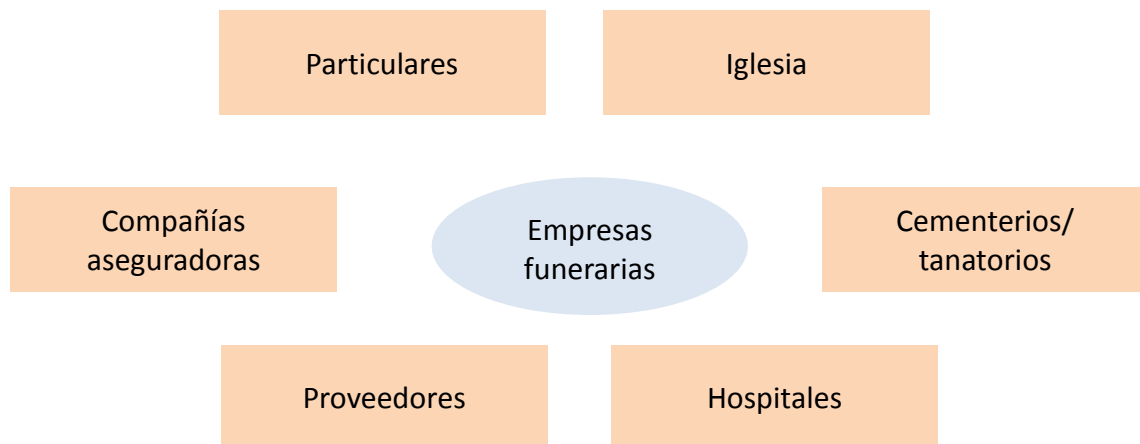 Particulares
Iglesia
Compañías
aseguradoras
Empresas
funerarias
Cementerios/
tanatorios
Proveedores
Hospitales